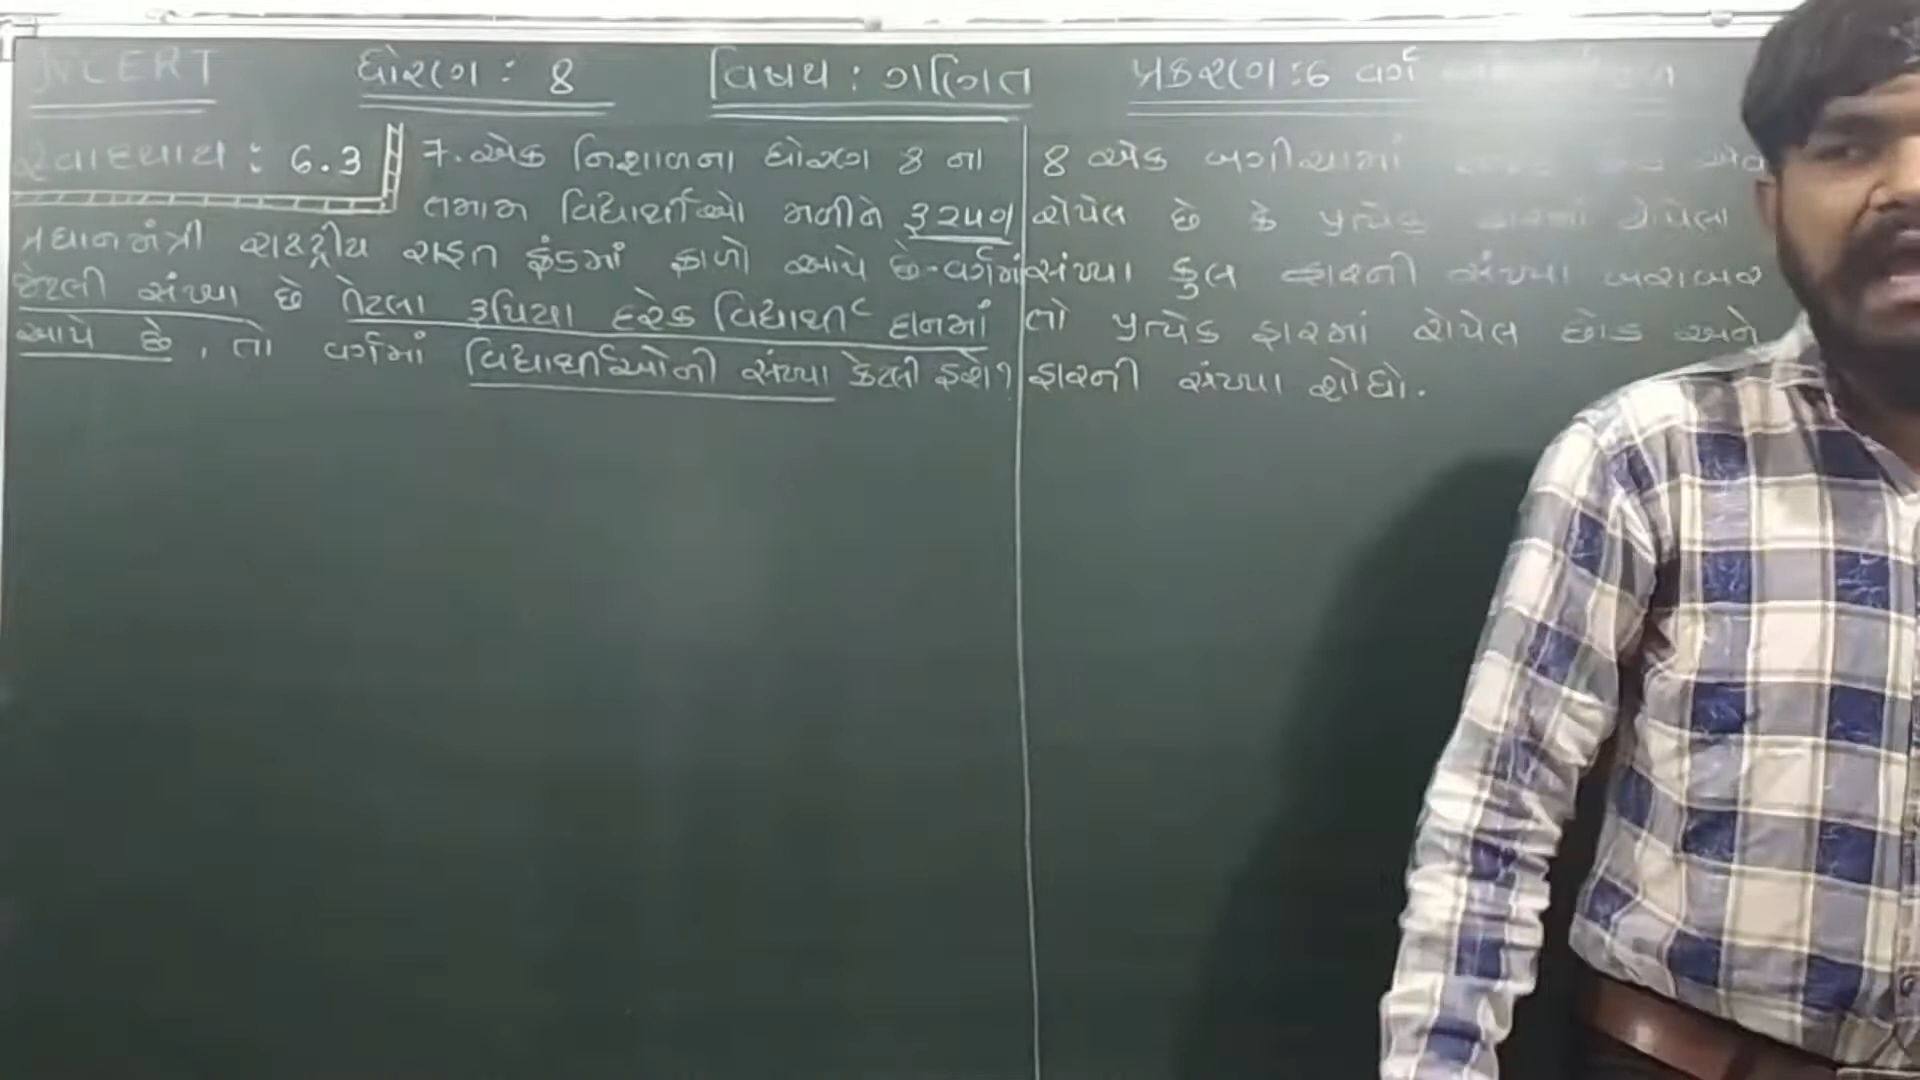 NCERT ધોરણ : 8 વિષય : ગણિત પ્રકરણ :6 વર્ગ
સ્વાધ્યાય : 6.3
7. એક નિશાળના ધોરણ 8 ના
તમામ વિદ્યાર્થીઓ મળીને
પ્રધાનમંત્રી રાષ્ટ્રીય રાહત ફંડમાં ફાળો આપે છે. વર્ગમાં
જેટલી સંખ્યા છે તેટલા રૂપિયા દરેક વિદ્યાર્થી દાનમાં
આપે છે, તો વર્ગમાં વિદ્યાર્થીઓની સંખ્યા કેટલી હશે?
8 એક બગીચામાં
રોપેલ છે કે પ્રત્યેક હારમાં રોપેલા
સંખ્યા કુલ હારની સંખ્યા બરાબર
તો પ્રત્યેક હારમાં રોપેલ છોડ અને
હારની સંખ્યા શોધો.